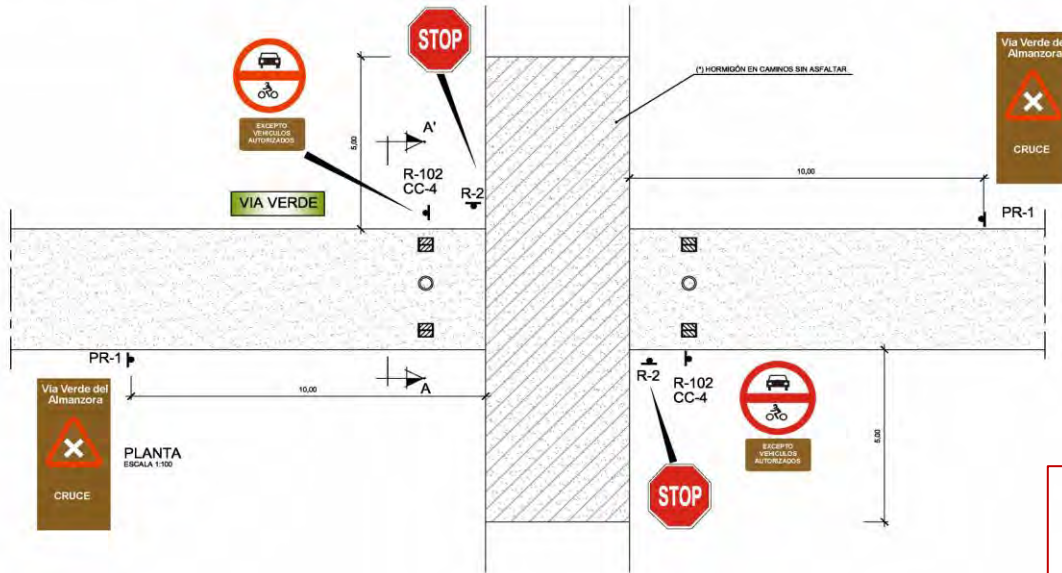 STOP
Via Verde del
Almanzora
CRUCE
(*) HORMIGÓN EN CAMINOS SIN ASFALTAR
EXCEPTO
VEHICULOS
AUTORIZADOS
5,00
A'
R-102
CC-4
R-2
VIA VERDE
10,00
PR-1
PR-1
10,00
A
R-2
R-102
CC-4
5,00
Via Verde del
Almanzora
CRUCE
PLANTA
ESCALA 1:100
EXCEPTO
VEHICULOS
AUTORIZADOS
STOP